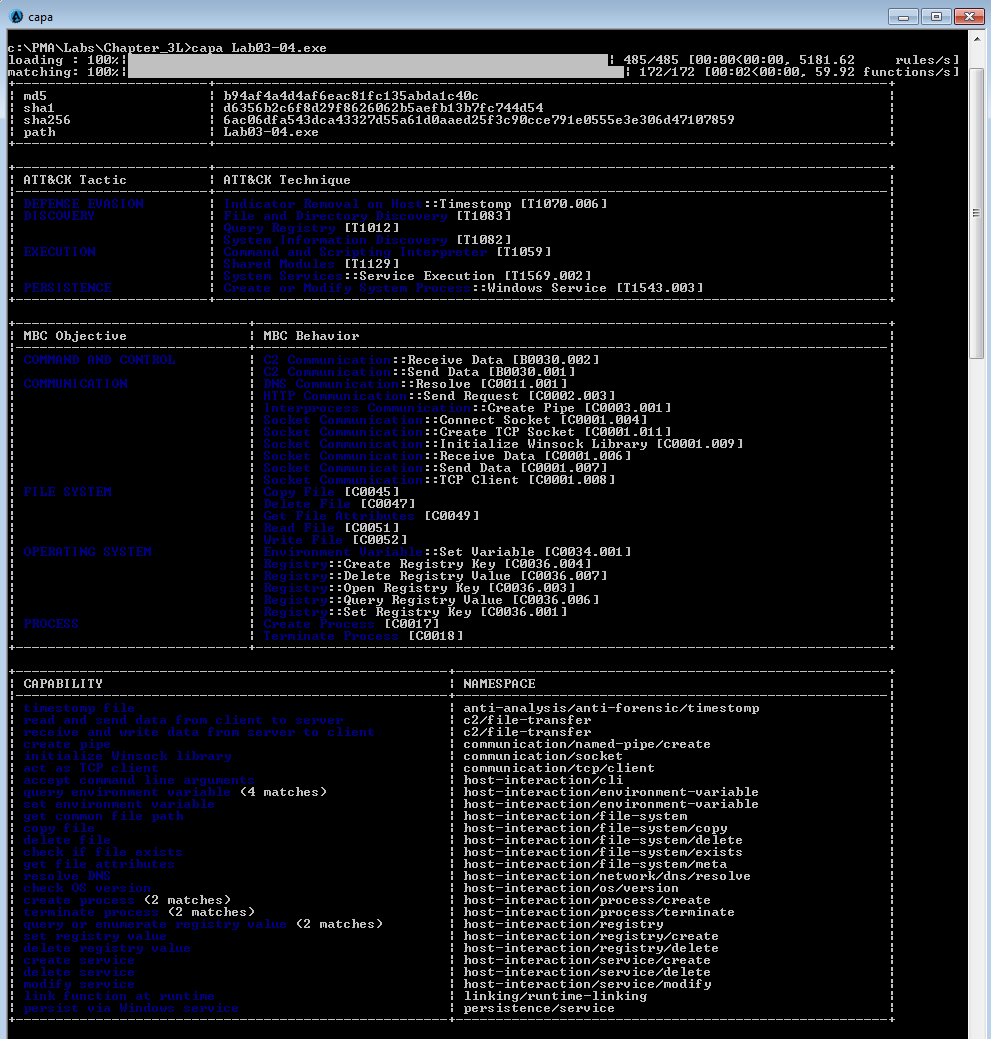 capa
c:\PMA\Labs\Chapter_3L>capa Lab03-04.exe
loading : 100%| | 485/485 [00:00<00:00, 5181.62 rules/s]
matching: 100%| | 172/172 [00:02<00:00, 59.92 functions/s]
md5 b94af4a4d4af6eac81fc135abda1c40c
sha1 d6356b2c6f8d29f8626062b5aefb13b7fc744d54
sha256 6ac06dfa543dca43327d55a61d0aaed25f3c90cce791e0555e3e306d47107859
path Lab03-04.exe
ATT&CK Tactic ATT&CK Technique
DEFENSE EVASION Indicator Removal on Host::Timestomp [T1070.006]
DISCOVERY File and Directory Discovery [T1083]
Query Registry [T1012]
System Information Discovery [T1082]
EXECUTION Command and Scripting Interpreter [T1059]
Shared Modules [T1129]
System Services::Service Execution [T1569.002]
PERSISTENCE Create or Modify System Process::Windows Service [T1543.003]
MBC Objective MBC Behavior
COMMAND AND CONTROL C2 Communication::Receive Data [B0030.002]
C2 Communication::Send Data [B0030.001]
COMMUNICATION DNS Communication::Resolve [C0011.001]
HTTP Communication::Send Request [C0002.003]
Interprocess Communication::Create Pipe [C0003.001]
Socket Communication::Connect Socket [C0001.004]
Socket Communication::Create TCP Socket [C0001.011]
Socket Communication::Initialize Winsock Library [C0001.009]
Socket Communication::Receive Data [C0001.006]
Socket Communication::Send Data [C0001.007]
Socket Communication::TCP Client [C0001.008]
FILE SYSTEM Copy File [C0045]
Delete File [C0047]
Get File Attributes [C0049]
Read File [C0051]
Write File [C0052]
OPERATING SYSTEM Environment Variable::Set Variable [C0034.001]
Registry::Create Registry Key [C0036.004]
Registry::Delete Registry Value [C0036.007]
Registry::Open Registry Key [C0036.003]
Registry::Query Registry Value [C0036.006]
Registry::Set Registry Key [C0036.001]
PROCESS Create Process [C0017]
Terminate Process [C0018]
CAPABILITY NAMESPACE
timestomp file anti-analysis/anti-forensic/timestomp
read and send data from client to server c2/file-transfer
receive and write data from server to client c2/file-transfer
create pipe communication/named-pipe/create
initialize Winsock library communication/socket
act as TCP client communication/tcp/client
accept command line arguments host-interaction/cli
query environment variable (4 matches) host-interaction/environment-variable
set environment variable host-interaction/environment-variable
get common file path host-interaction/file-system
copy file host-interaction/file-system/copy
delete file host-interaction/file-system/delete
check if file exists host-interaction/file-system/exists
get file attributes host-interaction/file-system/meta
resolve DNS host-interaction/network/dns/resolve
check OS version host-interaction/os/version
create process (2 matches) host-interaction/process/create
terminate process (2 matches) host-interaction/process/terminate
query or enumerate registry value (2 matches) host-interaction/registry
set registry value host-interaction/registry/create
delete registry value host-interaction/registry/delete
create service host-interaction/service/create
delete service host-interaction/service/delete
modify service host-interaction/service/modify
link function at runtime linking/runtime-linking
persist via Windows service persistence/service